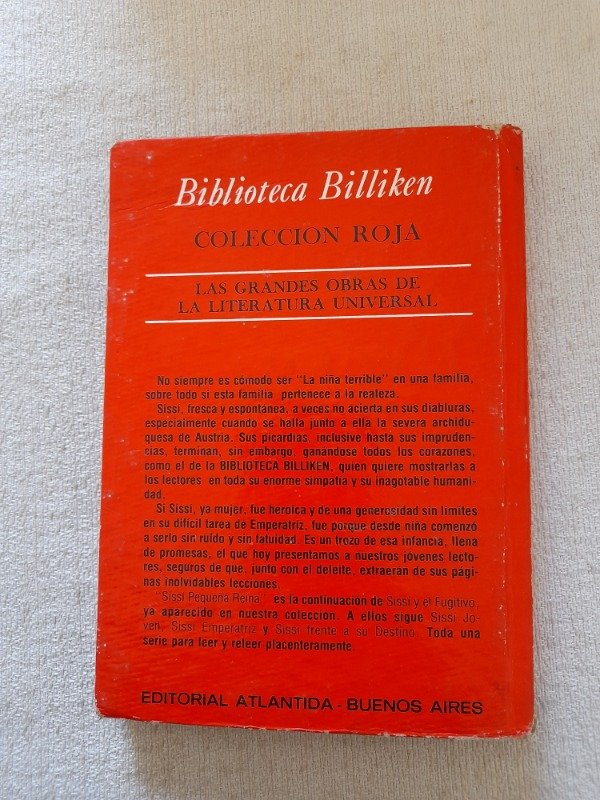 Biblioteca Billiken
COLECCION ROJA
LAS GRANDES OBRAS DE
LA LITERATURA UNIVERSAL
No siempre es cómodo ser "La niña terrible" en una familia,
sobre todo si esta familia pertenece a la realeza.
Sissi, fresca y espontánea, a veces no acierta en sus diabluras,
especialmente cuando se halla junto a ella la severa archidu-
quesa de Austria. Sus picardías, inclusive hasta sus impruden-
cias, terminan, sin embargo, ganándose todos los corazones,
como el de la BIBLIOTECA BILLIKEN, quien quiere mostrarlas a
los lectores en toda su enorme simpatía y su inagotable humani-
dad.
Si Sissi, ya mujer, fue heroica y de una generosidad sin límites
en su difícil tarea de Emperatriz, fue porque desde niña comenzó
a serlo sin ruido y sin fatuidad. Es un trozo de esa infancia, llena
de promesas, el que hoy presentamos a nuestros jóvenes lecto-
res, seguros de que, junto con el deleite, extraerán de sus pági-
nas inolvidables lecciones.
"Sissi Pequeña Reina" es la continuación de Sissi y el Fugitivo,
ya aparecido en nuestra colección. A ellos sigue Sissi Jo-
ven, Sissi Emperatriz y Sissi frente a su Destino. Toda una
serie para leer y releer placenteramente.
EDITORIAL ATLANTIDA - BUENOS AIRES